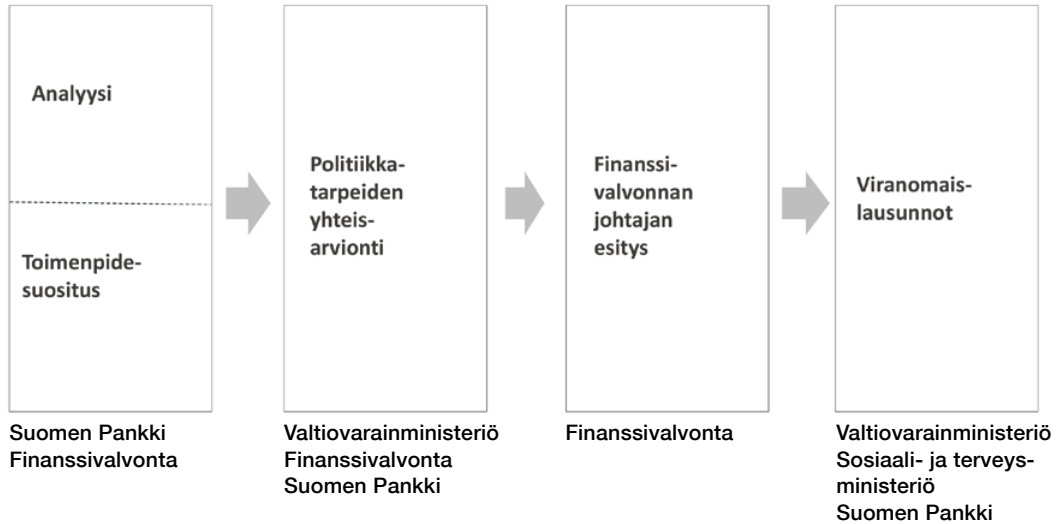 Analyysi
Toimenpide-
suositus
Politiikka-
tarpeiden
yhteis-
arvionti
Finanssi-
valvonnan
johtajan
esitys
Viranomais-
lausunnot
Suomen Pankki
Finanssivalvonta
Valtiovarainministeriö
Finanssivalvonta
Suomen Pankki
Finanssivalvonta
Valtiovarainministeriö
Sosiaali- ja terveys-
ministeriö
Suomen Pankki